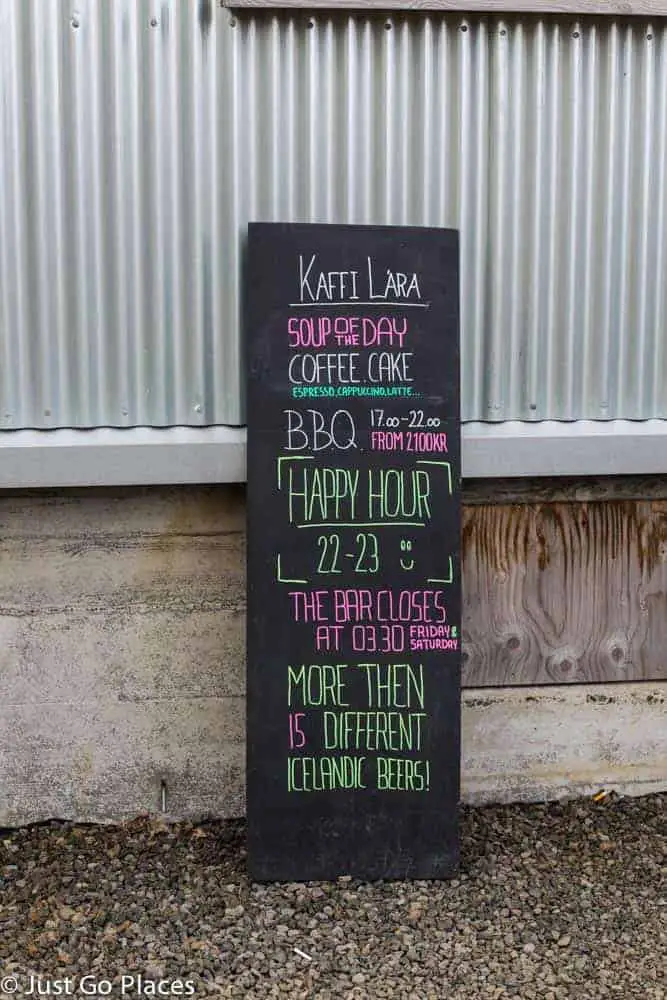 KAFFI LÁRA
SOUP OF THE DAY
COFFEE, CAKE
ESPRESSO, CAPPUCCINO, LATTE...
B.B.Q. 17.00-22.00
FROM 2100KR
HAPPY HOUR
22-23
THE BAR CLOSES
AT 03.30 FRIDAY &
SATURDAY
MORE THEN
15 DIFFERENT
ICELANDIC BEERS!
© Just Go Places